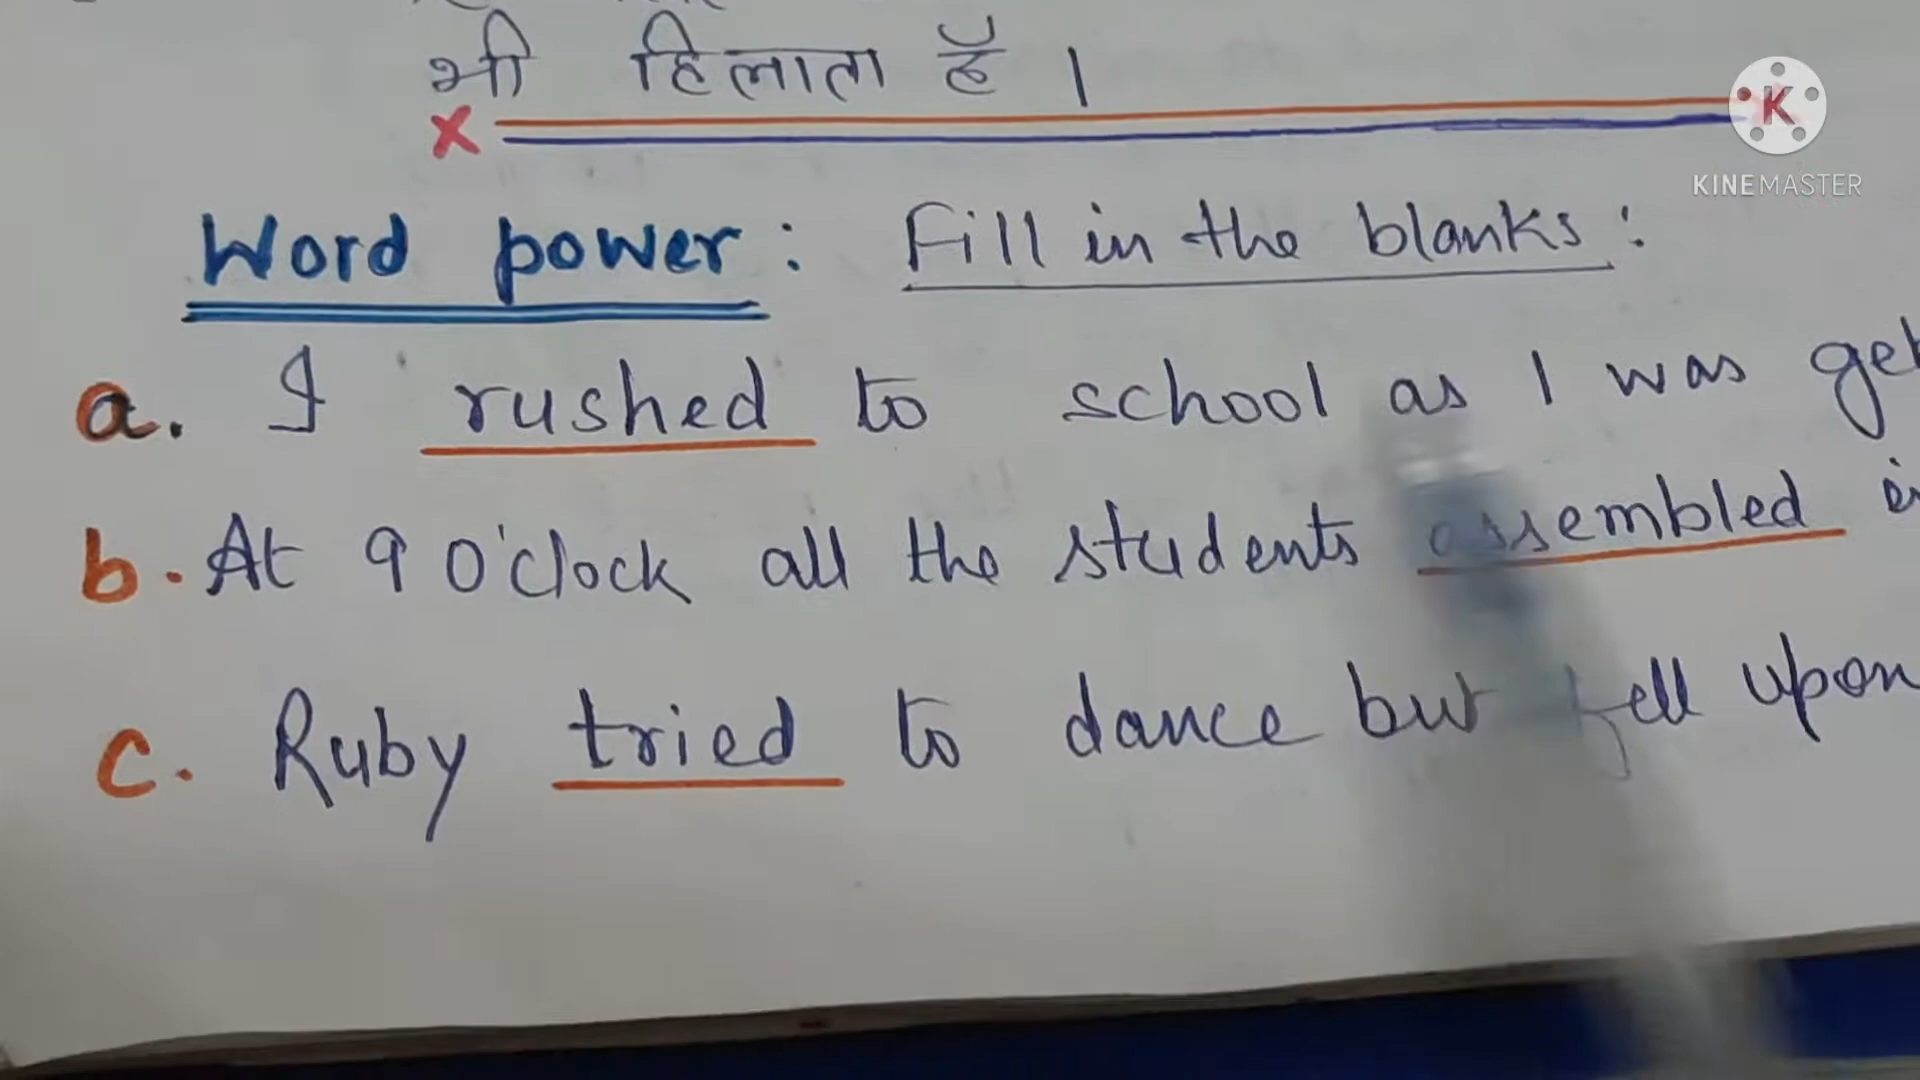 भी हिलाता है ।
KINEMASTER
Word power : Fill in the blanks :
a. I rushed to school as I was
b. At 9 O'clock all the students assembled
c. Ruby tried to dance but fell upon